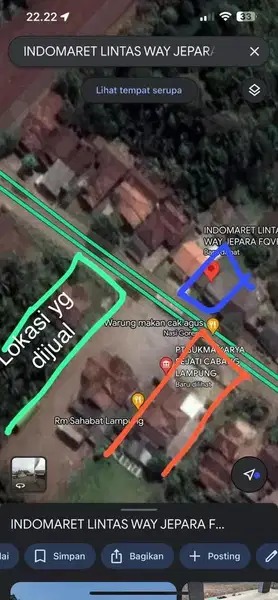 22.22
33
INDOMARET LINTAS WAY JEPARA
Lihat tempat serupa
INDOMARET LINTA
WAY JEPARA FQVF
Baru dilihat
Lokasi yg
dijual
Warung makan cak agus
Nasi Goreng
PT SUKMA KARYA
SEJATI CABANG
LAMPUNG
Baru dilihat
Rm Sahabat Lampung
INDOMARET LINTAS WAY JEPARA F...
Simpan
Bagikan
Posting